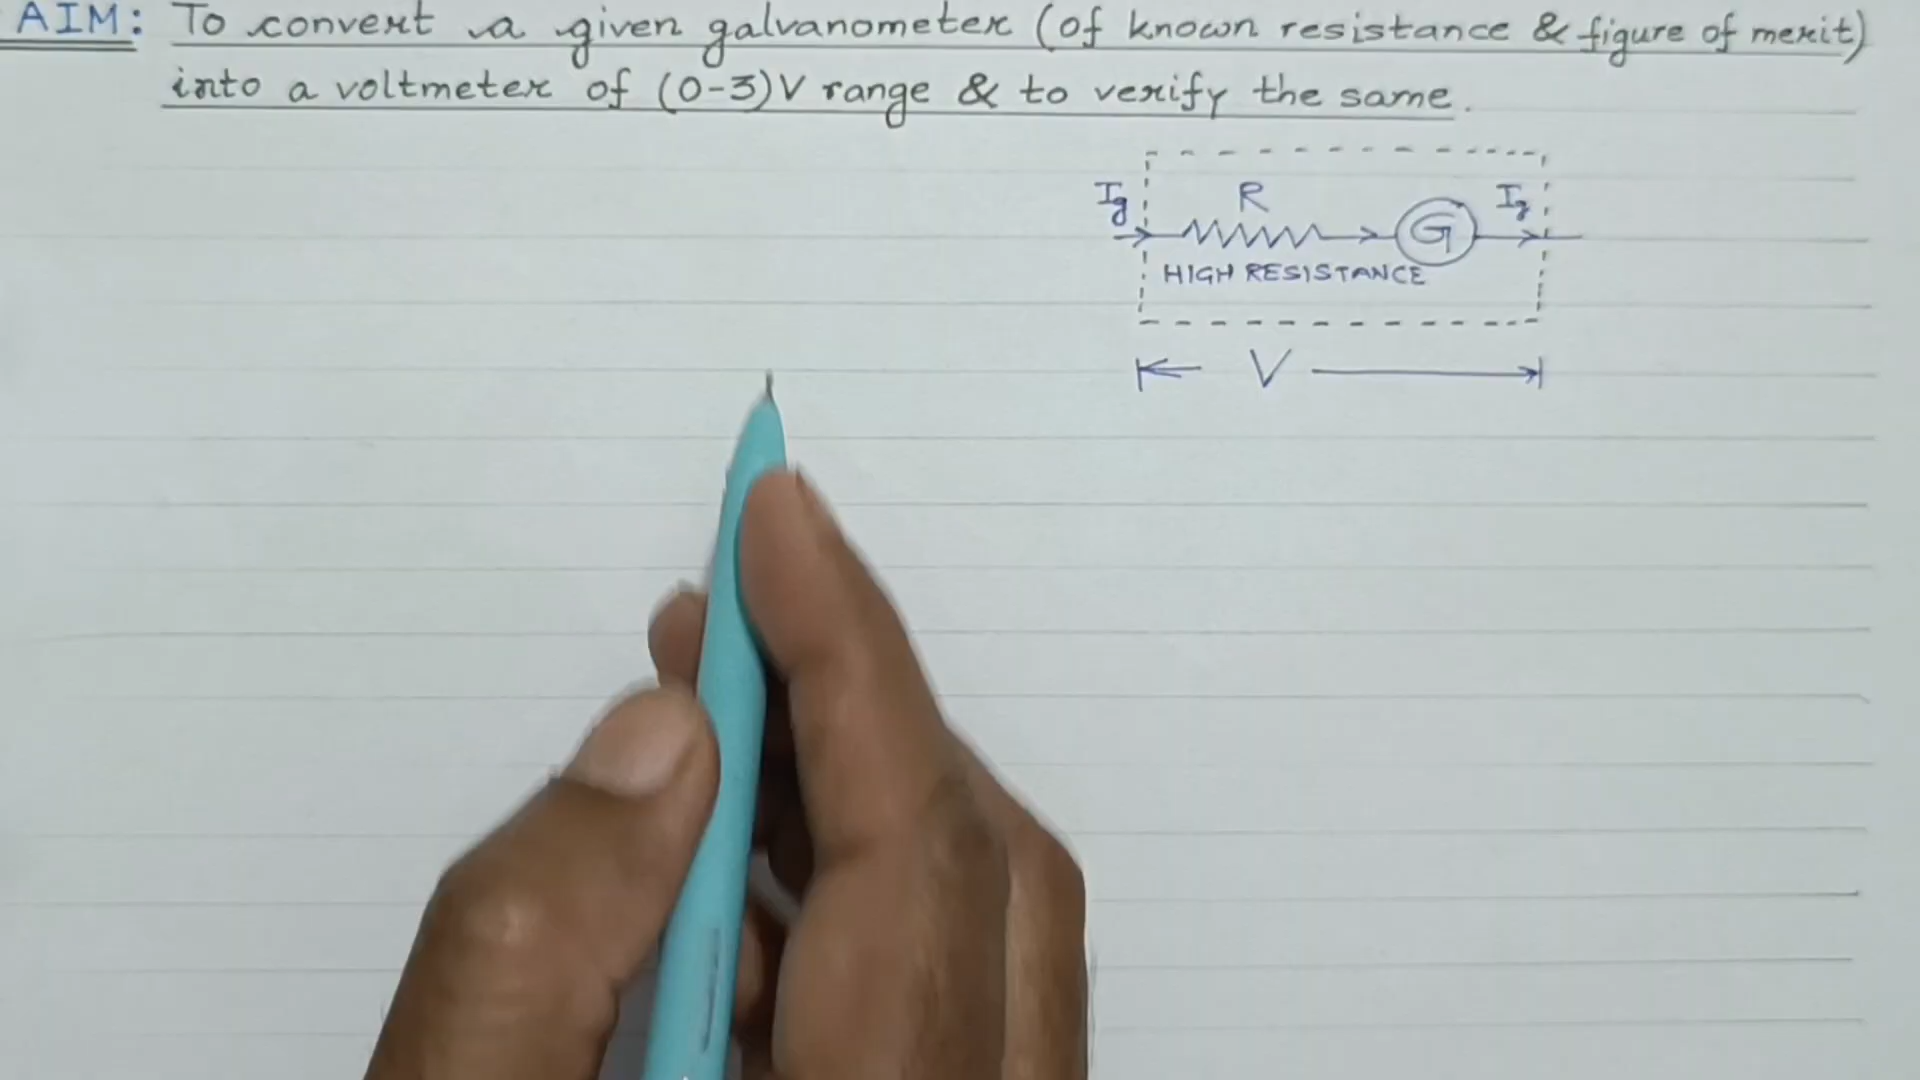 AIM: To convert a given galvanometer (of known resistance & figure of merit)
into a voltmeter of (0-3)V range & to verify the same.
Ig R Ig
G
HIGH RESISTANCE
V